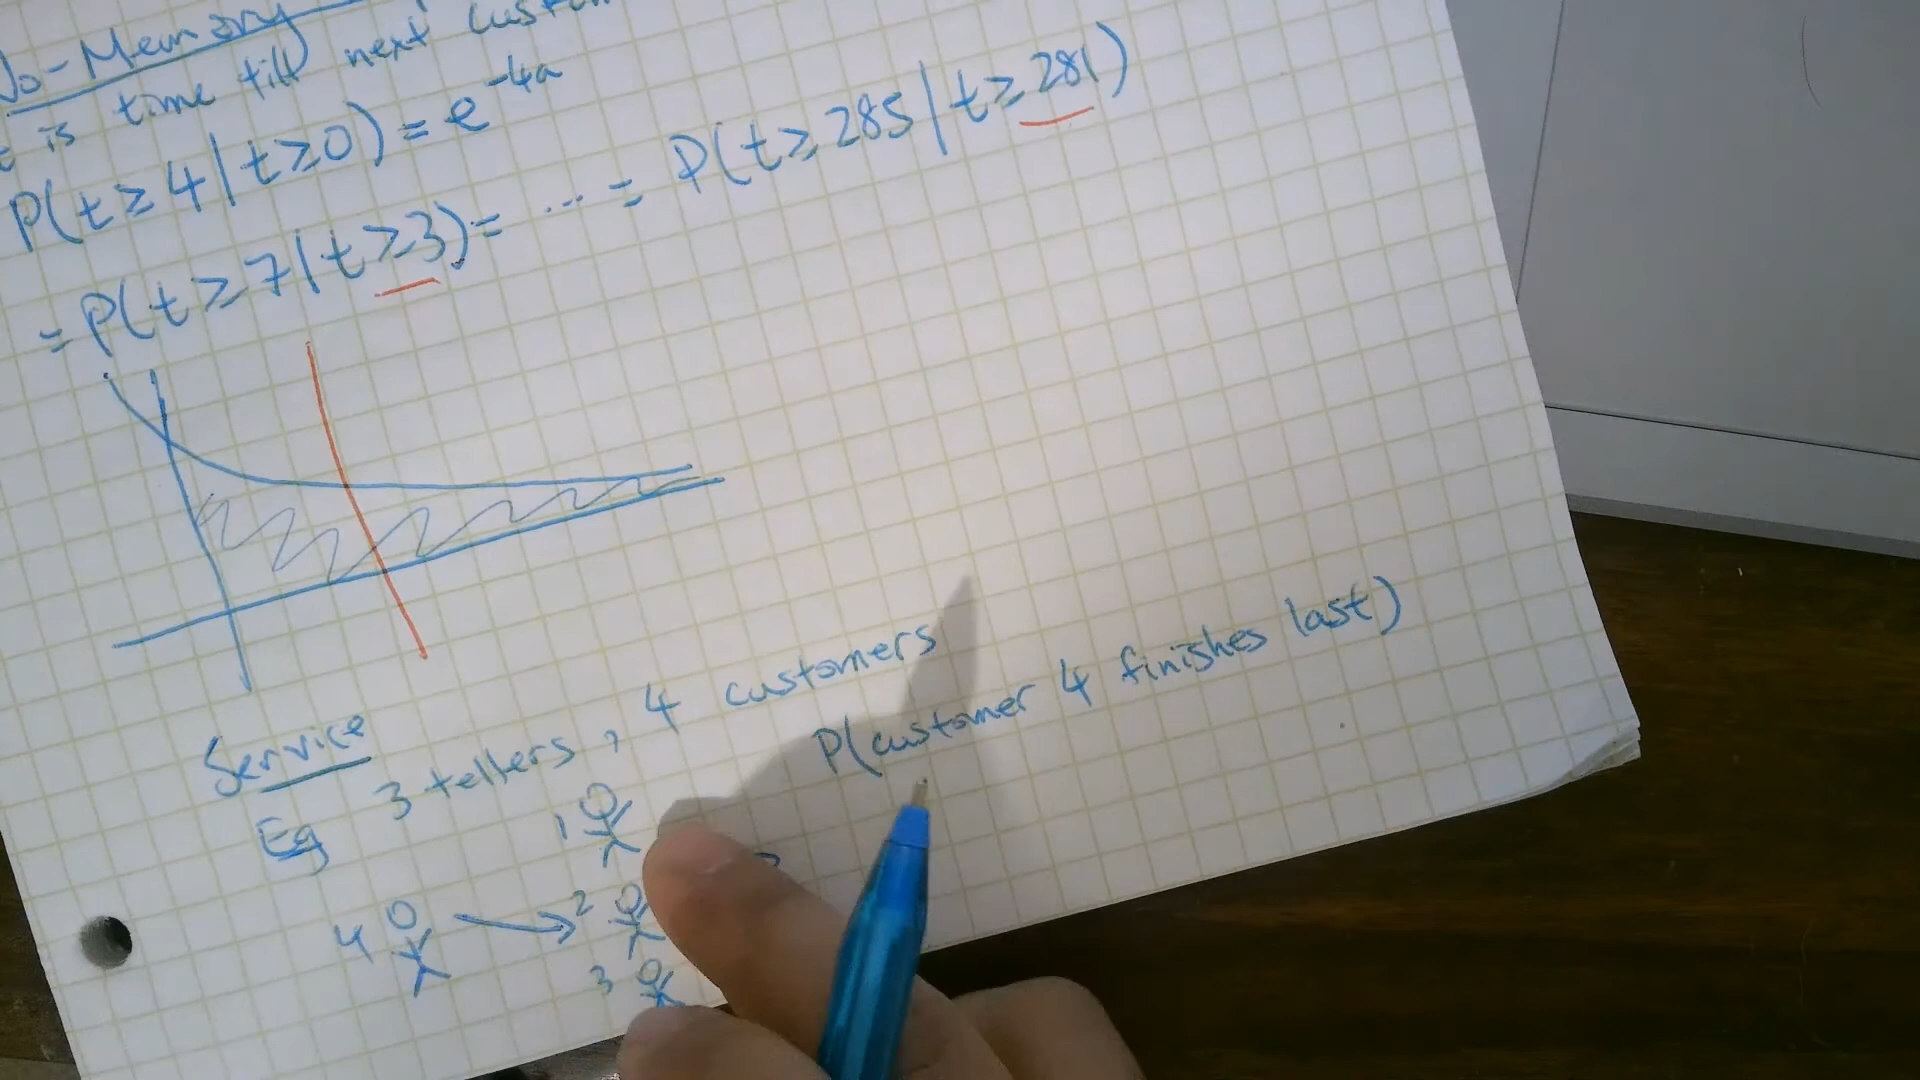 No-Memory
t is time till next custom
P(t≥4|t≥0) = e^-4a
= P(t≥7|t≥3) = ... = P(t≥285|t≥281)
Service
Eg 3 tellers, 4 customers
P(customer 4 finishes last)
1
4
2
3